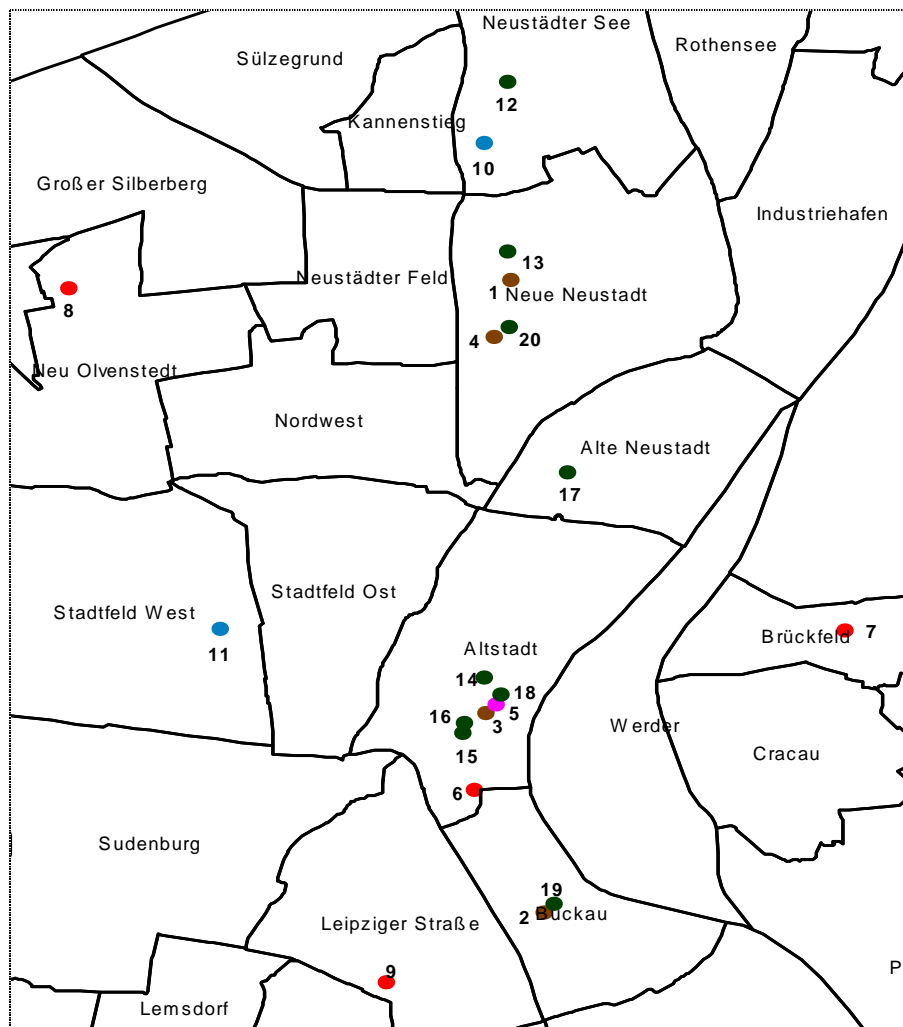 Neustädter See
Rothensee
Sülzegrund
12
Kannenstieg
10
Großer Silberberg
Industriehafen
13
Neustädter Feld
1
Neue Neustadt
8
4
20
Neu Olvenstedt
Nordwest
Alte Neustadt
17
Stadtfeld Ost
Stadtfeld West
11
Brückfeld
7
Altstadt
14
18
16
5
3
Werder
15
Cracau
6
Sudenburg
19
2
Buckau
Leipziger Straße
9
P
Lemsdorf